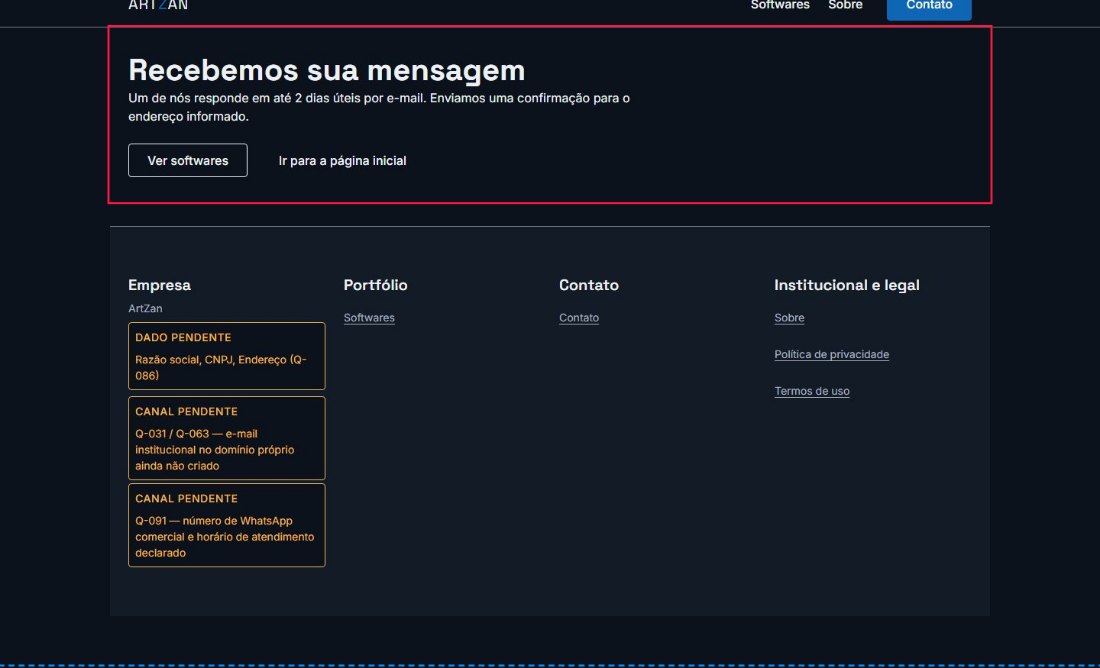 ARTZAN
Softwares
Sobre
Contato
Recebemos sua mensagem
Um de nós responde em até 2 dias úteis por e-mail. Enviamos uma confirmação para o
endereço informado.
Ver softwares
Ir para a página inicial
Empresa
ArtZan
DADO PENDENTE
Razão social, CNPJ, Endereço (Q-
086)
CANAL PENDENTE
Q-031 / Q-063 — e-mail
institucional no domínio próprio
ainda não criado
CANAL PENDENTE
Q-091 — número de WhatsApp
comercial e horário de atendimento
declarado
Portfólio
Softwares
Contato
Contato
Institucional e legal
Sobre
Política de privacidade
Termos de uso